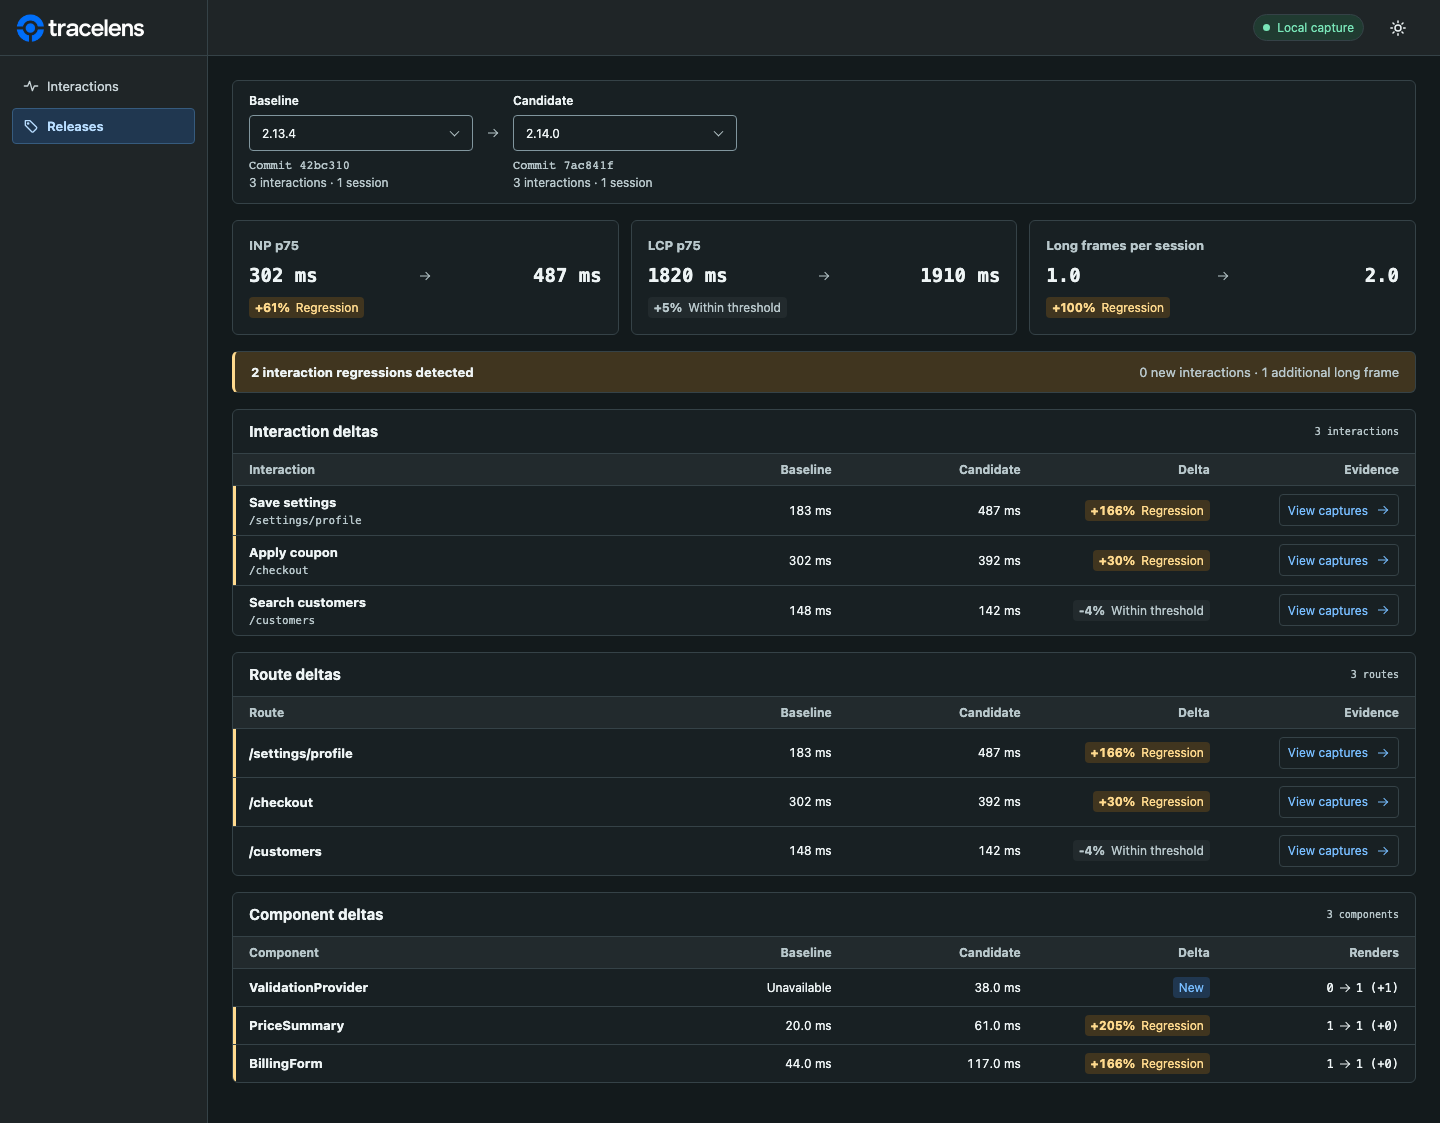 tracelens
Local capture
Interactions
Releases
Baseline
2.13.4
Commit 42bc310
3 interactions · 1 session
→
Candidate
2.14.0
Commit 7ac841f
3 interactions · 1 session
INP p75
302 ms → 487 ms
+61% Regression
LCP p75
1820 ms → 1910 ms
+5% Within threshold
Long frames per session
1.0 → 2.0
+100% Regression
2 interaction regressions detected
0 new interactions · 1 additional long frame
Interaction deltas
3 interactions
Interaction Baseline Candidate Delta Evidence
Save settings
/settings/profile
183 ms 487 ms +166% Regression View captures →
Apply coupon
/checkout
302 ms 392 ms +30% Regression View captures →
Search customers
/customers
148 ms 142 ms -4% Within threshold View captures →
Route deltas
3 routes
Route Baseline Candidate Delta Evidence
/settings/profile 183 ms 487 ms +166% Regression View captures →
/checkout 302 ms 392 ms +30% Regression View captures →
/customers 148 ms 142 ms -4% Within threshold View captures →
Component deltas
3 components
Component Baseline Candidate Delta Renders
ValidationProvider Unavailable 38.0 ms New 0 → 1 (+1)
PriceSummary 20.0 ms 61.0 ms +205% Regression 1 → 1 (+0)
BillingForm 44.0 ms 117.0 ms +166% Regression 1 → 1 (+0)